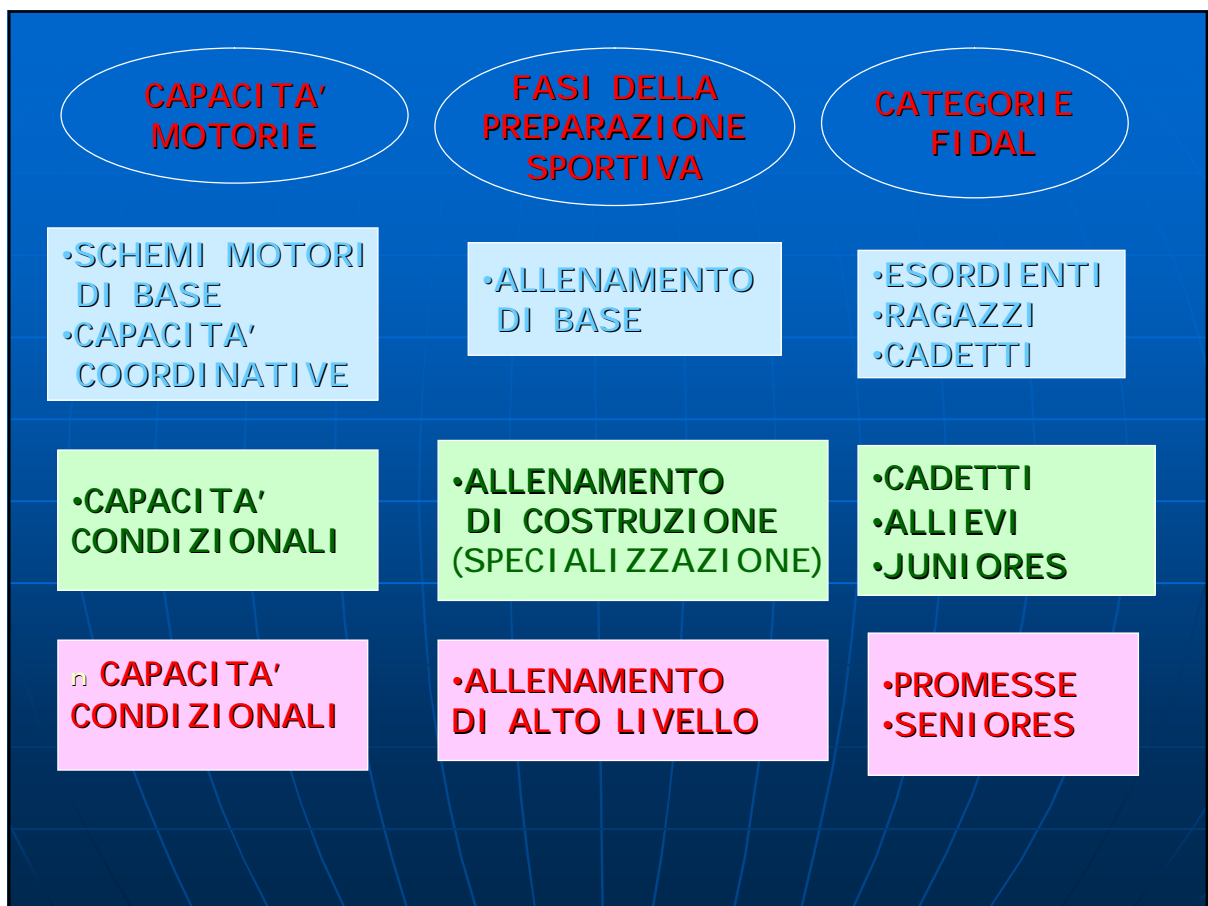 CAPACITA'
MOTORIE
FASI DELLA
PREPARAZIONE
SPORTIVA
CATEGORIE
FIDAL
•SCHEMI MOTORI
DI BASE
•CAPACITA'
COORDINATIVE
•ALLENAMENTO
DI BASE
•ESORDIENTI
•RAGAZZI
•CADETTI
•CAPACITA'
CONDIZIONALI
•ALLENAMENTO
DI COSTRUZIONE
(SPECIALIZZAZIONE)
•CADETTI
•ALLIEVI
•JUNIORES
n CAPACITA'
CONDIZIONALI
•ALLENAMENTO
DI ALTO LIVELLO
•PROMESSE
•SENIORES